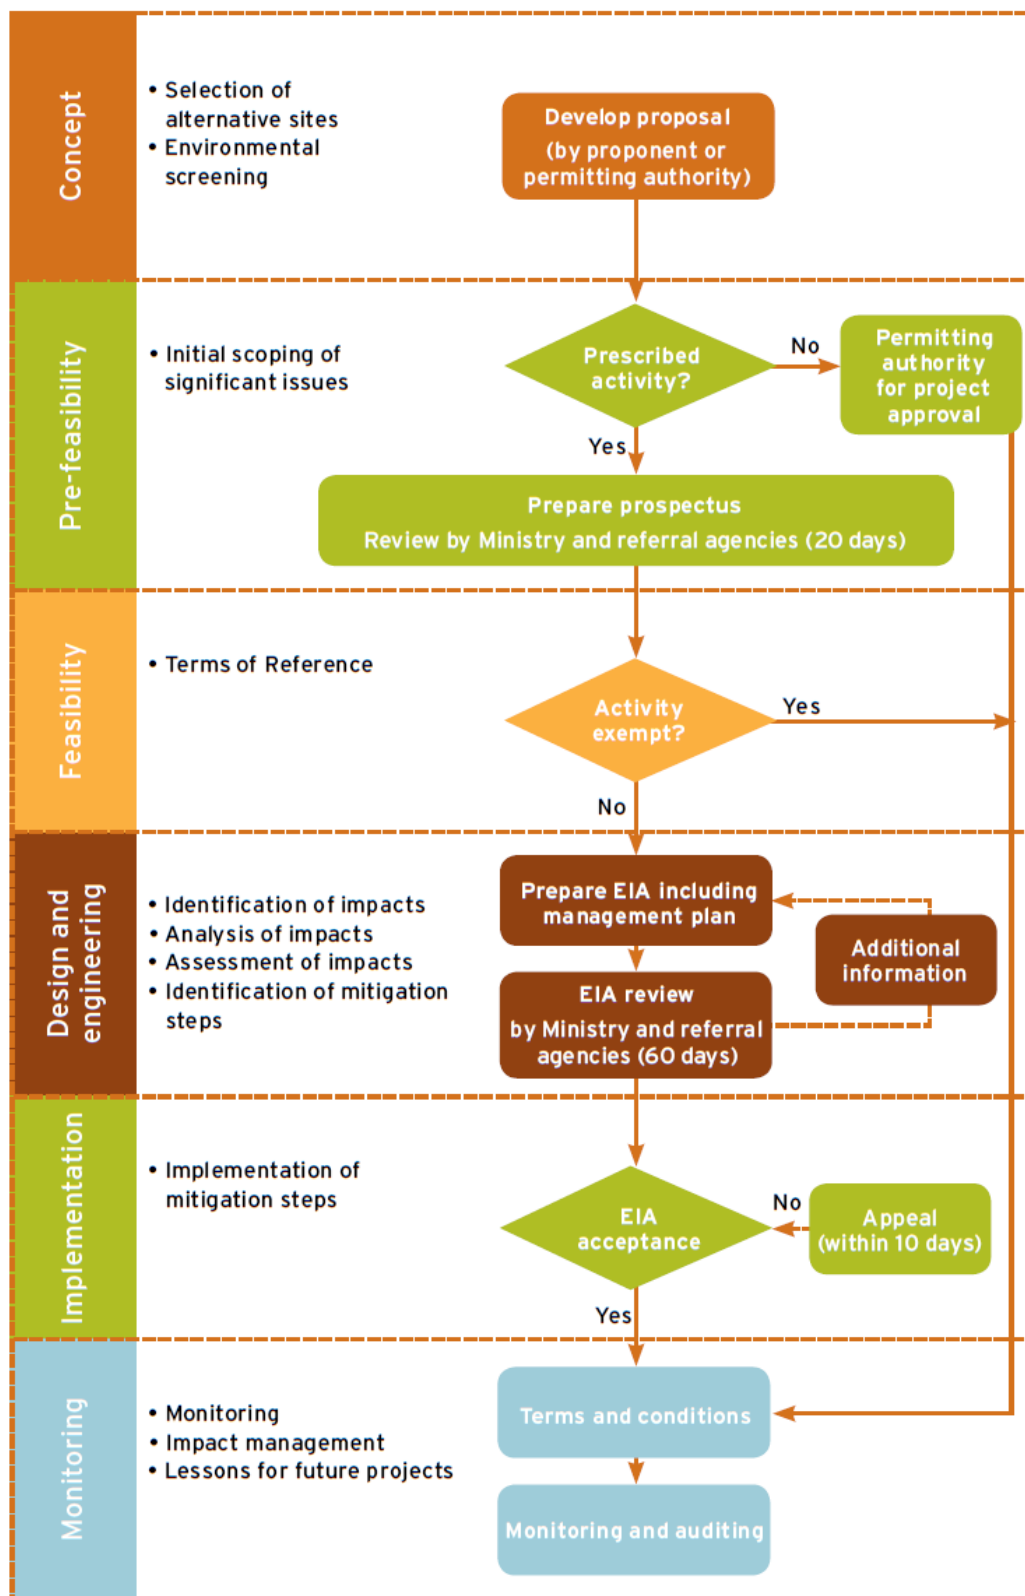 Concept
• Selection of
alternative sites
• Environmental
screening
Develop proposal
(by proponent or
permitting authority)
Pre-feasibility
• Initial scoping of
significant issues
Prescribed
activity?
No
Permitting
authority
for project
approval
Yes
Prepare prospectus
Review by Ministry and referral agencies (20 days)
Feasibility
• Terms of Reference
Activity
exempt?
Yes
No
Design and
engineering
• Identification of impacts
• Analysis of impacts
• Assessment of impacts
• Identification of mitigation
steps
Prepare EIA including
management plan
Additional
information
EIA review
by Ministry and referral
agencies (60 days)
Implementation
• Implementation of
mitigation steps
EIA
acceptance
No
Appeal
(within 10 days)
Yes
Monitoring
• Monitoring
• Impact management
• Lessons for future projects
Terms and conditions
Monitoring and auditing